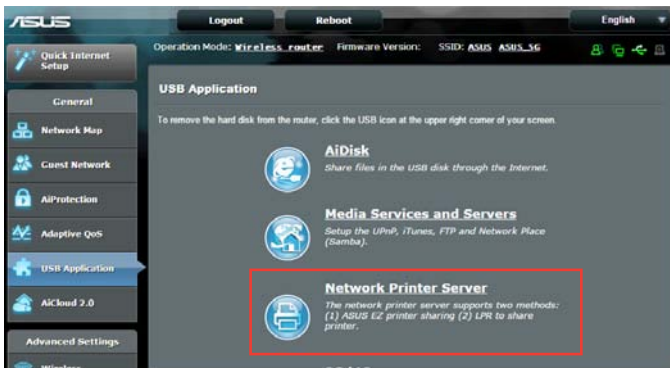 ASUS
Logout
Reboot
English
Quick Internet
Setup
Operation Mode: Wireless router Firmware Version: SSID: ASUS ASUS_5G
General
Network Map
Guest Network
AiProtection
Adaptive QoS
USB Application
AiCloud 2.0
Advanced Settings
Wireless
USB Application
To remove the hard disk from the router, click the USB icon at the upper right corner of your screen.
AiDisk
Share files in the USB disk through the Internet.
Media Services and Servers
Setup the UPnP, iTunes, FTP and Network Place
(Samba).
Network Printer Server
The network printer server supports two methods:
(1) ASUS EZ printer sharing (2) LPR to share
printer.